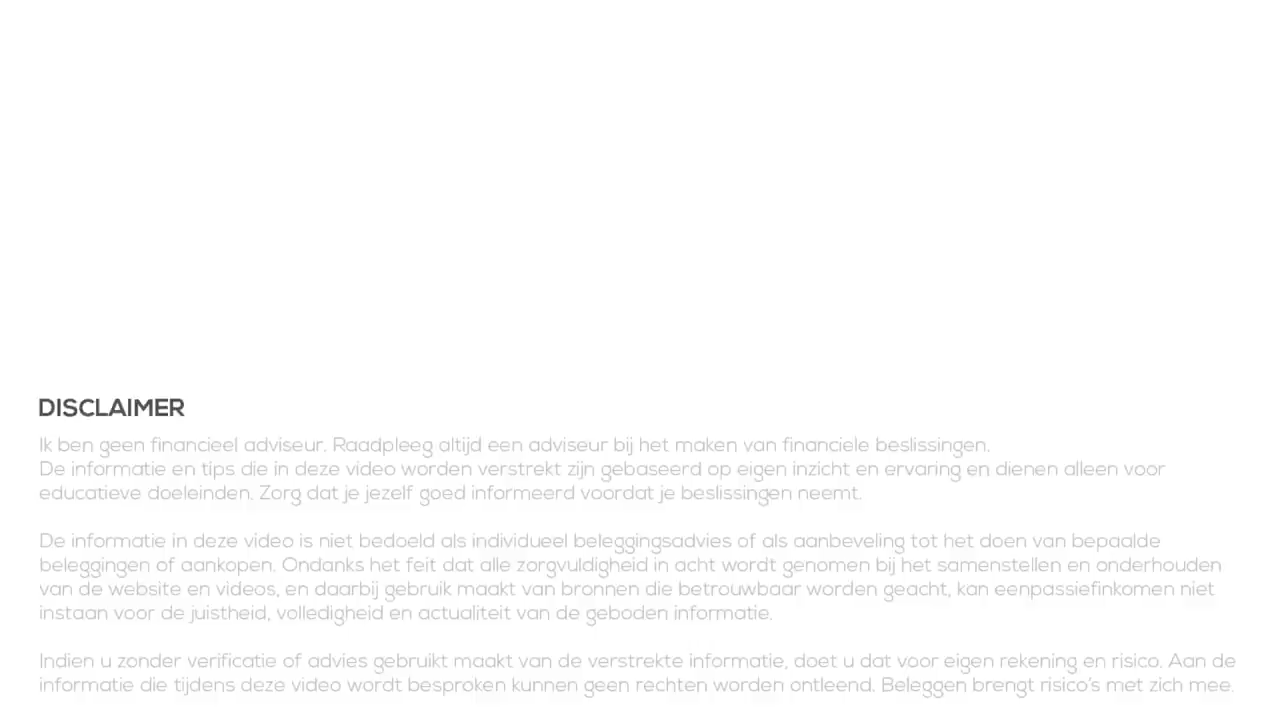 DISCLAIMER
Ik ben geen financieel adviseur. Raadpleeg altijd een adviseur bij het maken van financiele beslissingen.
De informatie en tips die in deze video worden verstrekt zijn gebaseerd op eigen inzicht en ervaring en dienen alleen voor
educatieve doeleinden. Zorg dat je jezelf goed informeerd voordat je beslissingen neemt.
De informatie in deze video is niet bedoeld als individueel beleggingsadvies of als aanbeveling tot het doen van bepaalde
beleggingen of aankopen. Ondanks het feit dat alle zorgvuldigheid in acht wordt genomen bij het samenstellen en onderhouden
van de website en videos, en daarbij gebruik maakt van bronnen die betrouwbaar worden geacht, kan eenpassiefinkomen niet
instaan voor de juistheid, volledigheid en actualiteit van de geboden informatie.
Indien u zonder verificatie of advies gebruikt maakt van de verstrekte informatie, doet u dat voor eigen rekening en risico. Aan de
informatie die tijdens deze video wordt besproken kunnen geen rechten worden ontleend. Beleggen brengt risico's met zich mee.